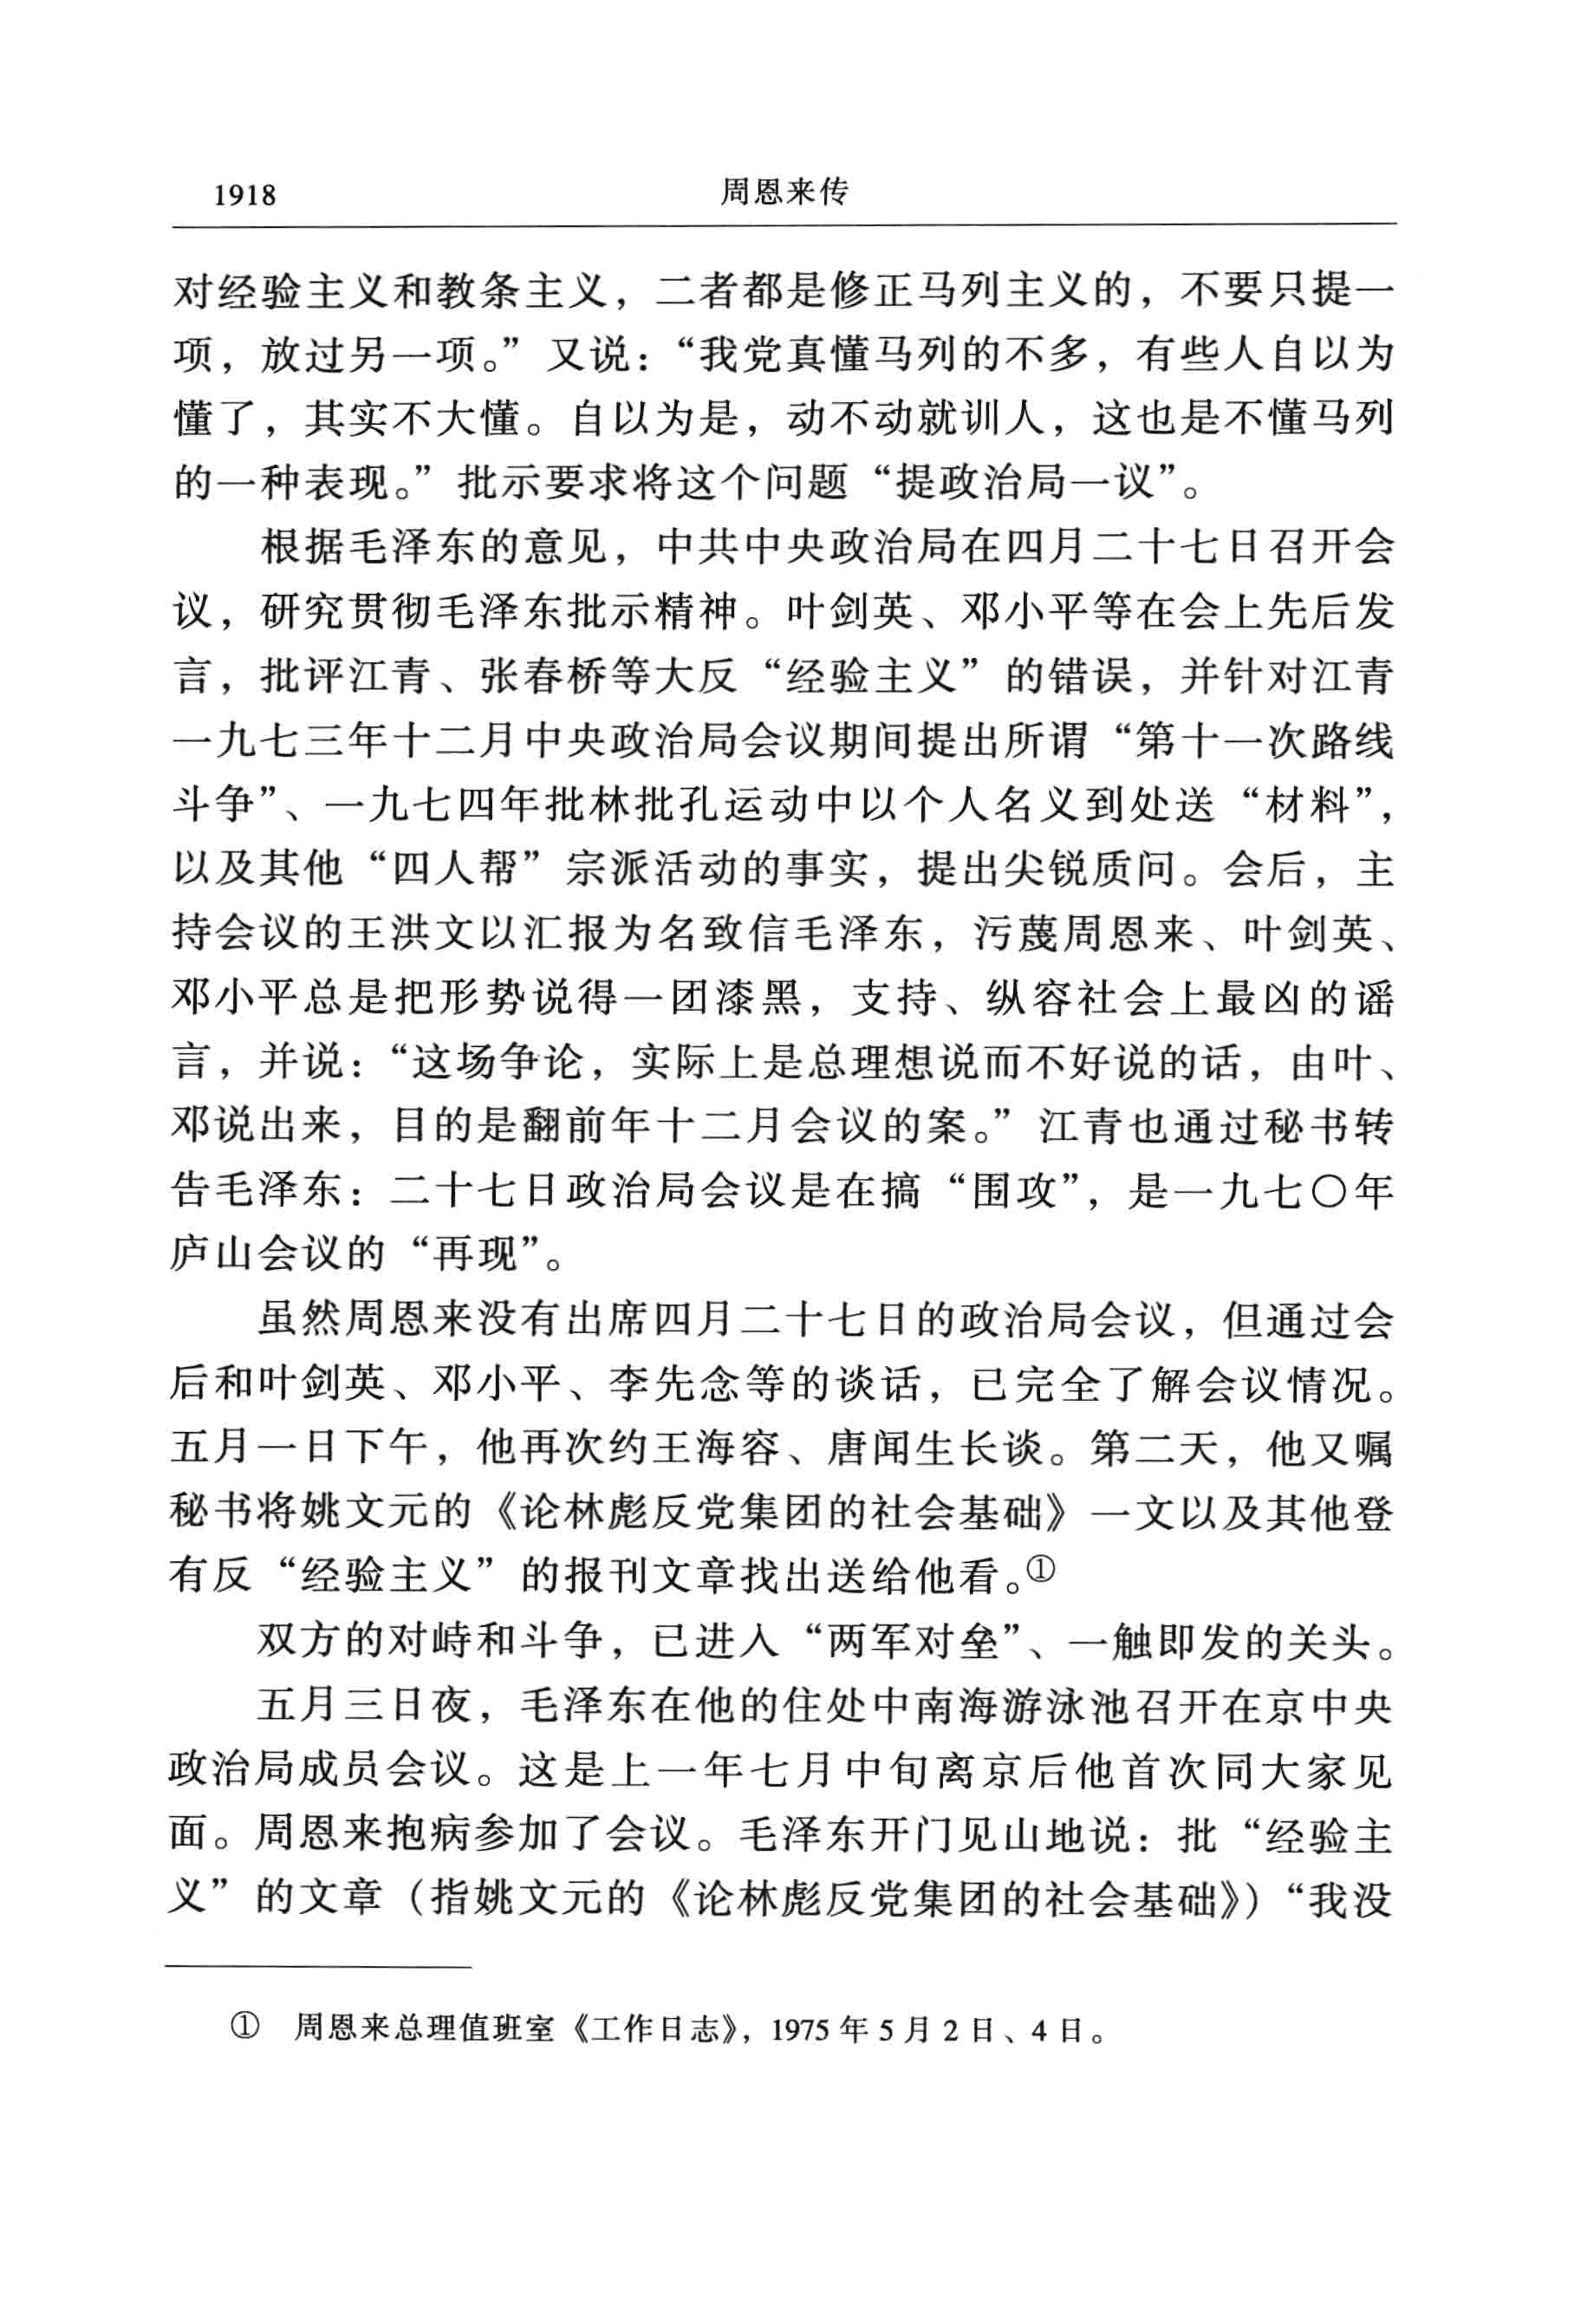 1918 周恩来传
对经验主义和教条主义，二者都是修正马列主义的，不要只提一
项，放过另一项。”又说：“我党真懂马列的不多，有些人自以为
懂了，其实不大懂。自以为是，动不动就训人，这也是不懂马列
的一种表现。”批示要求将这个问题“提政治局一议”。
根据毛泽东的意见，中共中央政治局在四月二十七日召开会
议，研究贯彻毛泽东批示精神。叶剑英、邓小平等在会上先后发
言，批评江青、张春桥等大反“经验主义”的错误，并针对江青
一九七三年十二月中央政治局会议期间提出所谓“第十一次路线
斗争”、一九七四年批林批孔运动中以个人名义到处送“材料”，
以及其他“四人帮”宗派活动的事实，提出尖锐质问。会后，主
持会议的王洪文以汇报为名致信毛泽东，污蔑周恩来、叶剑英、
邓小平总是把形势说得一团漆黑，支持、纵容社会上最凶的谣
言，并说：“这场争论，实际上是总理想说而不好说的话，由叶、
邓说出来，目的是翻前年十二月会议的案。”江青也通过秘书转
告毛泽东：二十七日政治局会议是在搞“围攻”，是一九七〇年
庐山会议的“再现”。
虽然周恩来没有出席四月二十七日的政治局会议，但通过会
后和叶剑英、邓小平、李先念等的谈话，已完全了解会议情况。
五月一日下午，他再次约王海容、唐闻生长谈。第二天，他又嘱
秘书将姚文元的《论林彪反党集团的社会基础》一文以及其他登
有反“经验主义”的报刊文章找出送给他看。①
双方的对峙和斗争，已进入“两军对垒”、一触即发的关头。
五月三日夜，毛泽东在他的住处中南海游泳池召开在京中央
政治局成员会议。这是上一年七月中旬离京后他首次同大家见
面。周恩来抱病参加了会议。毛泽东开门见山地说：批“经验主
义”的文章（指姚文元的《论林彪反党集团的社会基础》）“我没
① 周恩来总理值班室《工作日志》，1975年5月2日、4日。